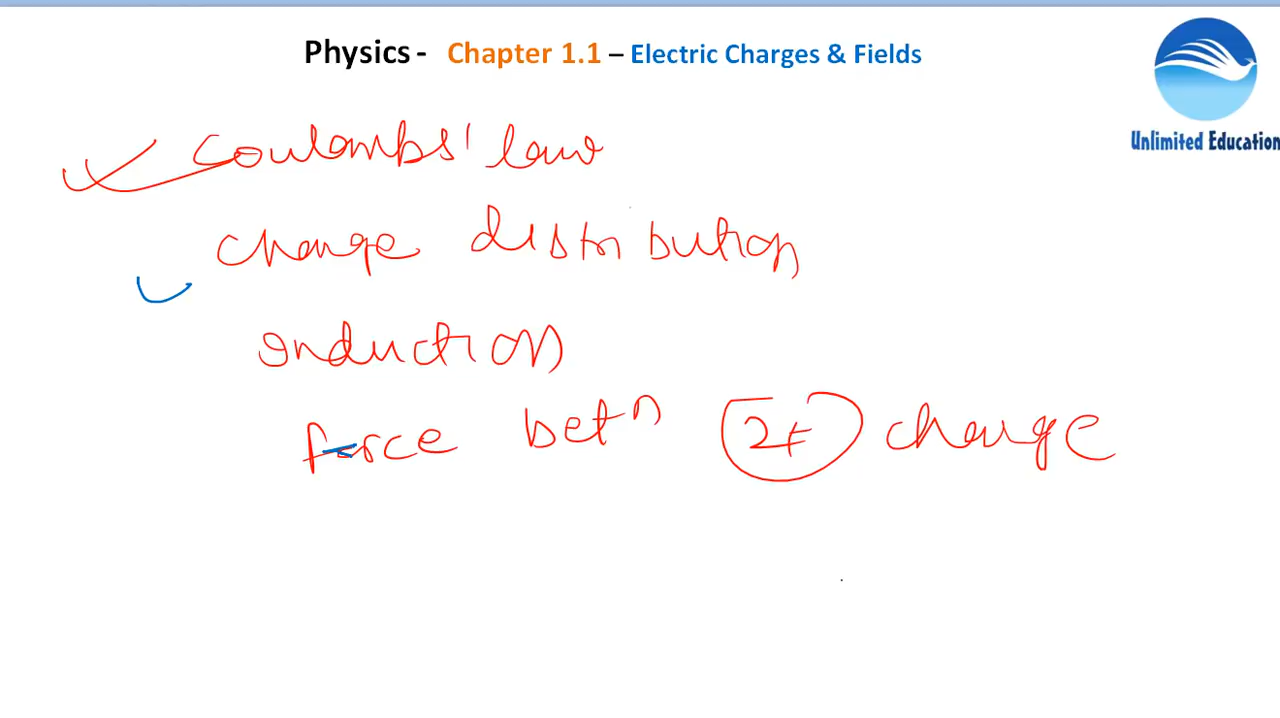 Physics - Chapter 1.1 – Electric Charges & Fields
Unlimited Education
Coulombs' law
charge distribution
induction
force betn 2+ charge